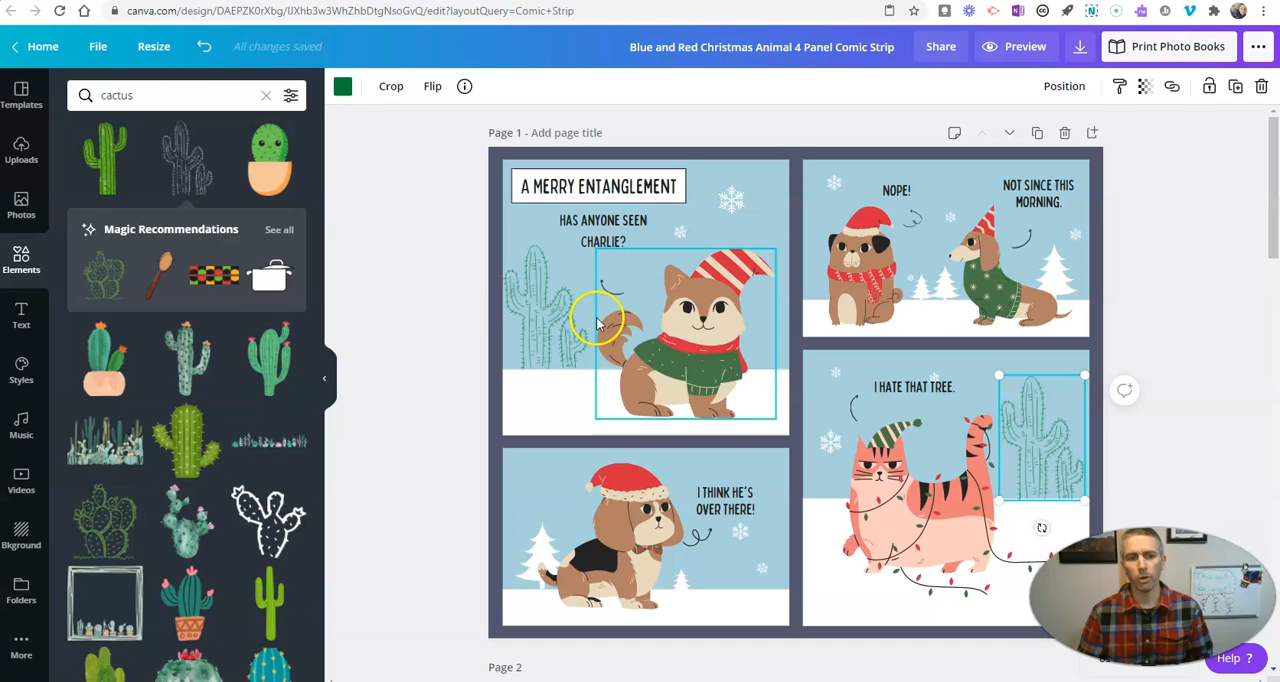 canva.com/design/DAEPZK0rXbg/IJXhb3w3WhZhbDtgNsoGvQ/edit?layoutQuery=Comic+Strip
Home
File
Resize
All changes saved
Blue and Red Christmas Animal 4 Panel Comic Strip
Share
Preview
Print Photo Books
Templates
Uploads
Photos
Elements
Text
Styles
Music
Videos
Bkground
Folders
More
cactus
Magic Recommendations
See all
Crop
Flip
Position
Page 1 - Add page title
A MERRY ENTANGLEMENT
HAS ANYONE SEEN
CHARLIE?
NOPE!
NOT SINCE THIS
MORNING.
I THINK HE'S
OVER THERE!
I HATE THAT TREE.
Page 2
Help ?